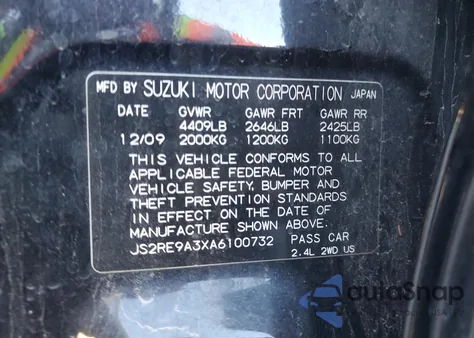 MFD BY SUZUKI MOTOR CORPORATION JAPAN
DATE GVWR GAWR FRT GAWR RR
4409LB 2646LB 2425LB
12/09 2000KG 1200KG 1100KG
THIS VEHICLE CONFORMS TO ALL
APPLICABLE FEDERAL MOTOR
VEHICLE SAFETY, BUMPER AND
THEFT PREVENTION STANDARDS
IN EFFECT ON THE DATE OF
MANUFACTURE SHOWN ABOVE.
JS2RE9A3XA6100732 PASS CAR
2.4L 2WD US
autoSnap